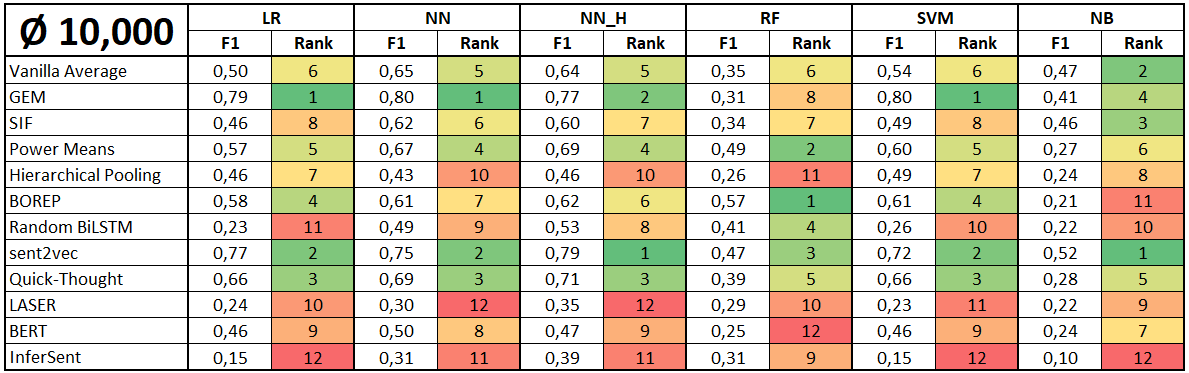 Ø 10,000 LR NN NN_H RF SVM NB
F1 Rank F1 Rank F1 Rank F1 Rank F1 Rank F1 Rank
Vanilla Average 0,50 6 0,65 5 0,64 5 0,35 6 0,54 6 0,47 2
GEM 0,79 1 0,80 1 0,77 2 0,31 8 0,80 1 0,41 4
SIF 0,46 8 0,62 6 0,60 7 0,34 7 0,49 8 0,46 3
Power Means 0,57 5 0,67 4 0,69 4 0,49 2 0,60 5 0,27 6
Hierarchical Pooling 0,46 7 0,43 10 0,46 10 0,26 11 0,49 7 0,24 8
BOREP 0,58 4 0,61 7 0,62 6 0,57 1 0,61 4 0,21 11
Random BiLSTM 0,23 11 0,49 9 0,53 8 0,41 4 0,26 10 0,22 10
sent2vec 0,77 2 0,75 2 0,79 1 0,47 3 0,72 2 0,52 1
Quick-Thought 0,66 3 0,69 3 0,71 3 0,39 5 0,66 3 0,28 5
LASER 0,24 10 0,30 12 0,35 12 0,29 10 0,23 11 0,22 9
BERT 0,46 9 0,50 8 0,47 9 0,25 12 0,46 9 0,24 7
InferSent 0,15 12 0,31 11 0,39 11 0,31 9 0,15 12 0,10 12